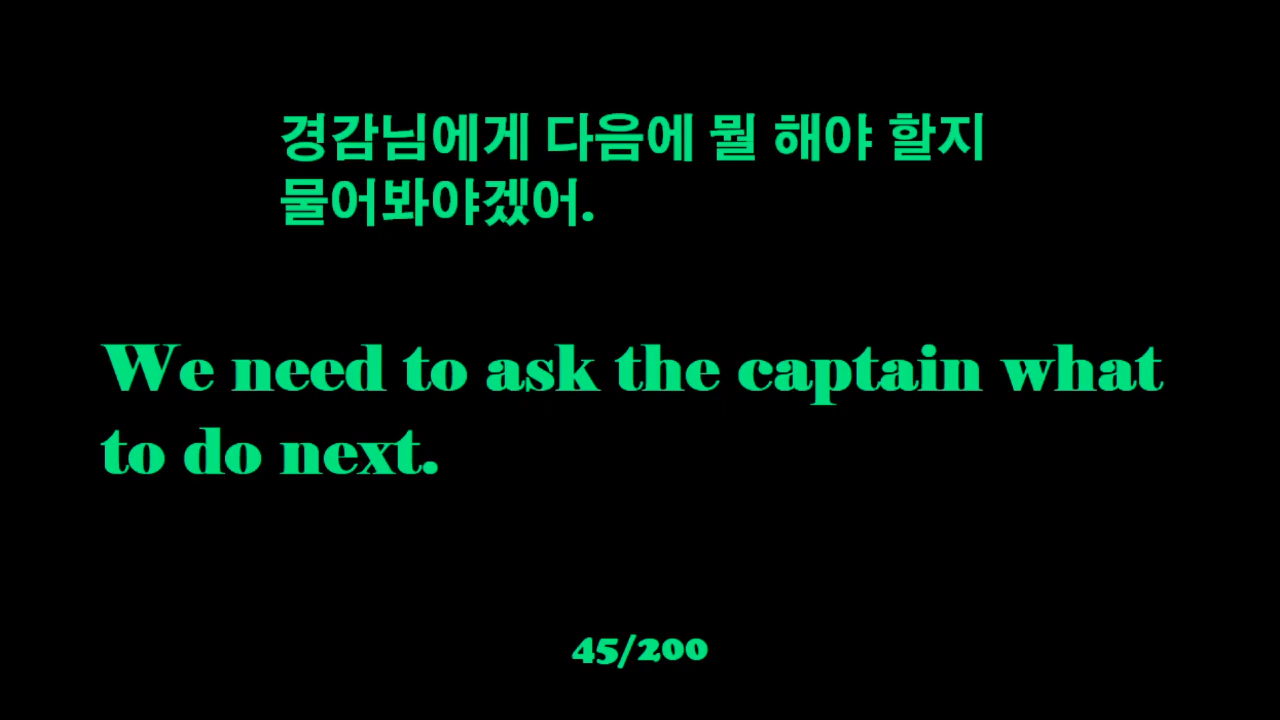 경감님에게 다음에 뭘 해야 할지
물어봐야겠어.
We need to ask the captain what
to do next.
45/200